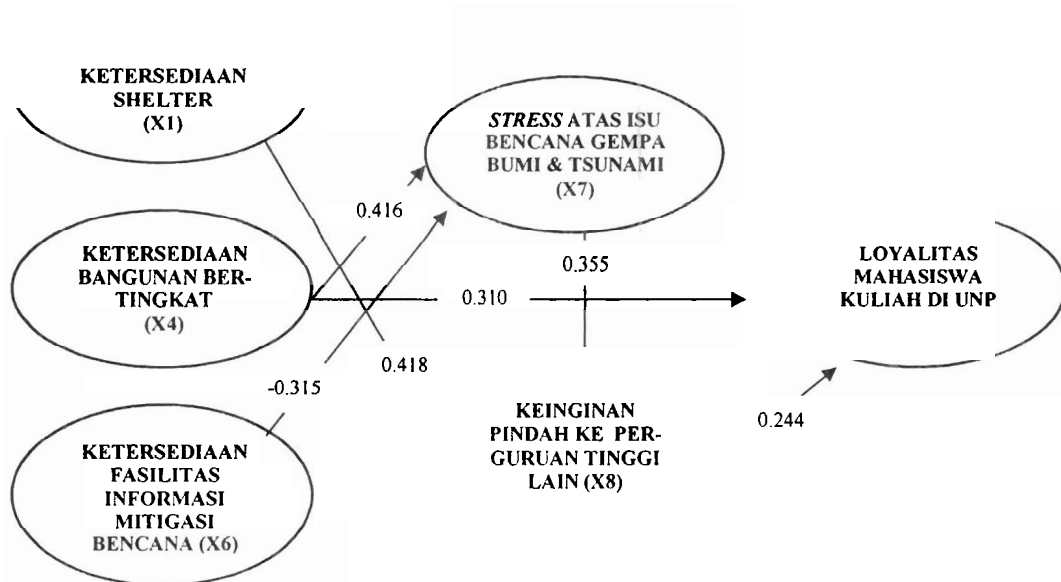 KETERSEDIAAN
SHELTER
(X1)
STRESS ATAS ISU
BENCANA GEMPA
BUMI & TSUNAMI
(X7)
0.416
KETERSEDIAAN
BANGUNAN BER-
TINGKAT
(X4)
0.355
0.310
LOYALITAS
MAHASISWA
KULIAH DI UNP
0.418
-0.315
KETERSEDIAAN
FASILITAS
INFORMASI
MITIGASI
BENCANA (X6)
KEINGINAN
PINDAH KE PER-
GURUAN TINGGI
LAIN (X8)
0.244